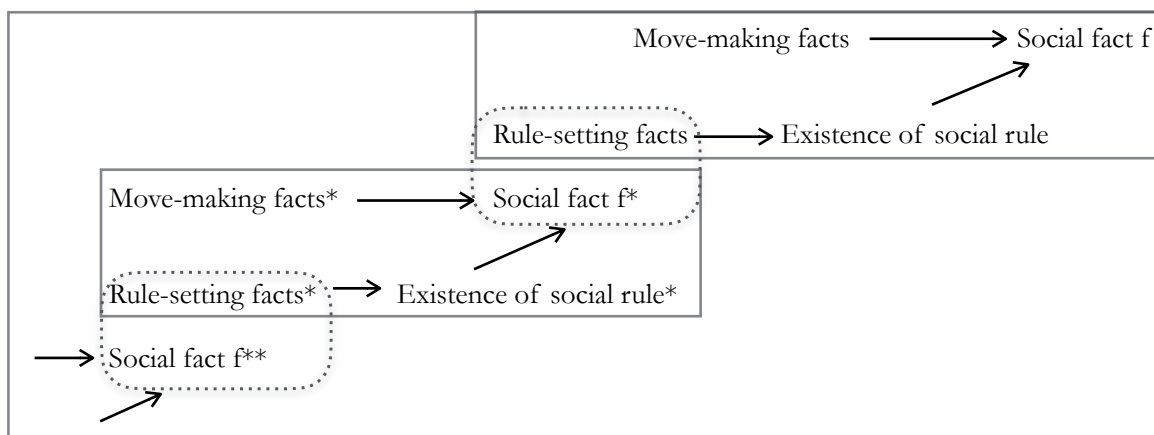 Move-making facts Social fact f
Rule-setting facts Existence of social rule
Move-making facts* Social fact f*
Rule-setting facts* Existence of social rule*
Social fact f**